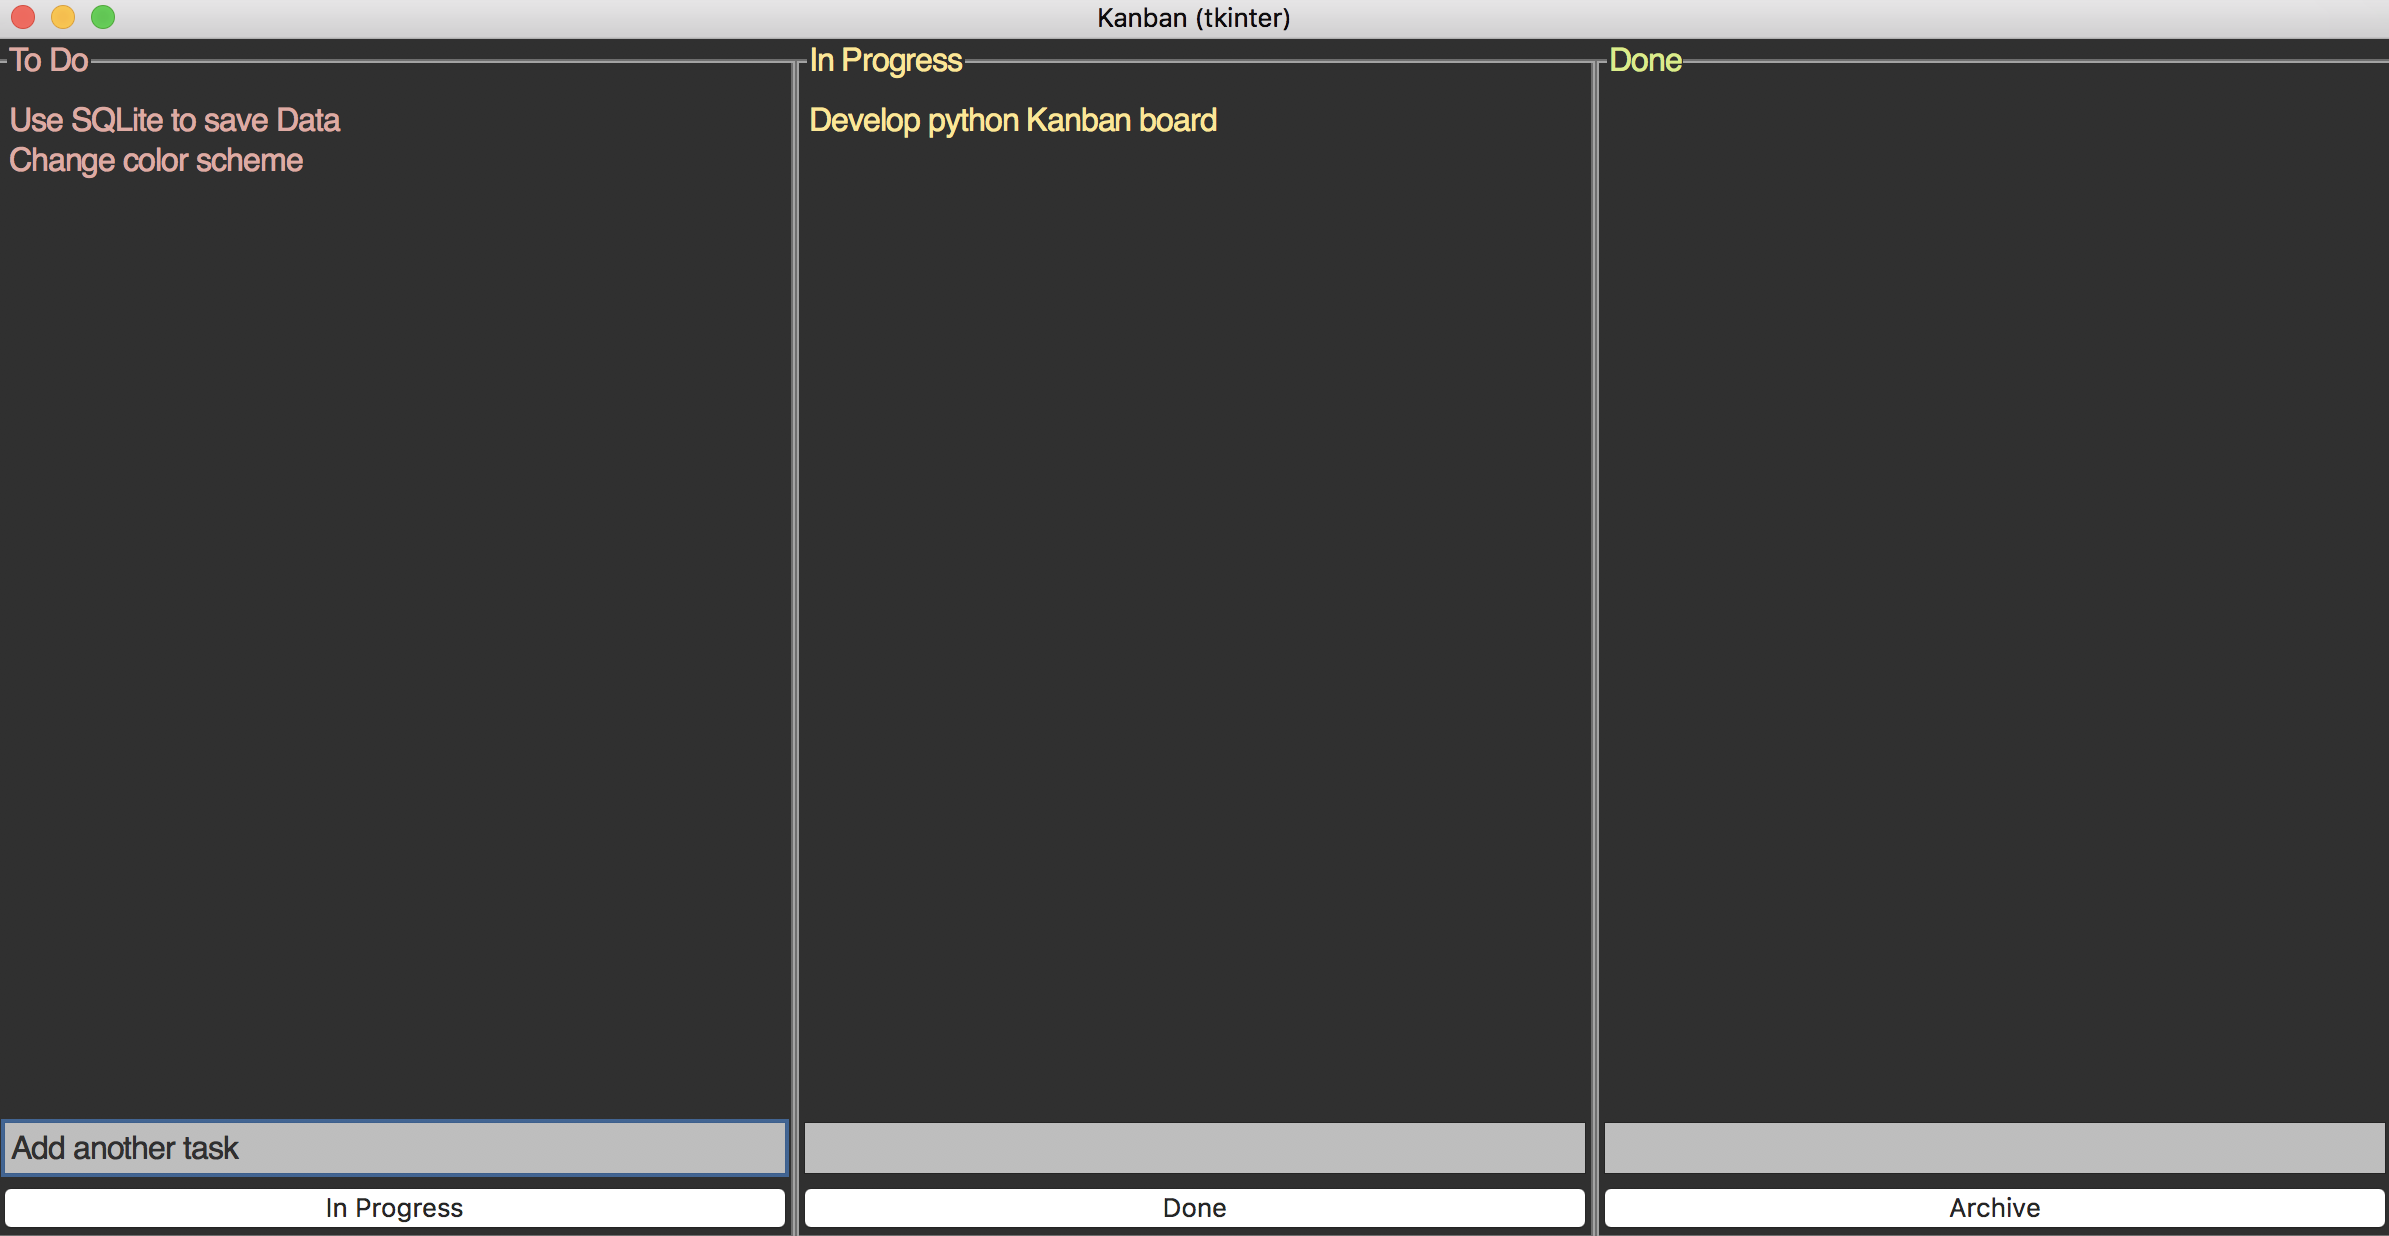 Kanban (tkinter)
To Do
Use SQLite to save Data
Change color scheme
Add another task
In Progress
In Progress
Develop python Kanban board
Done
Done
Archive